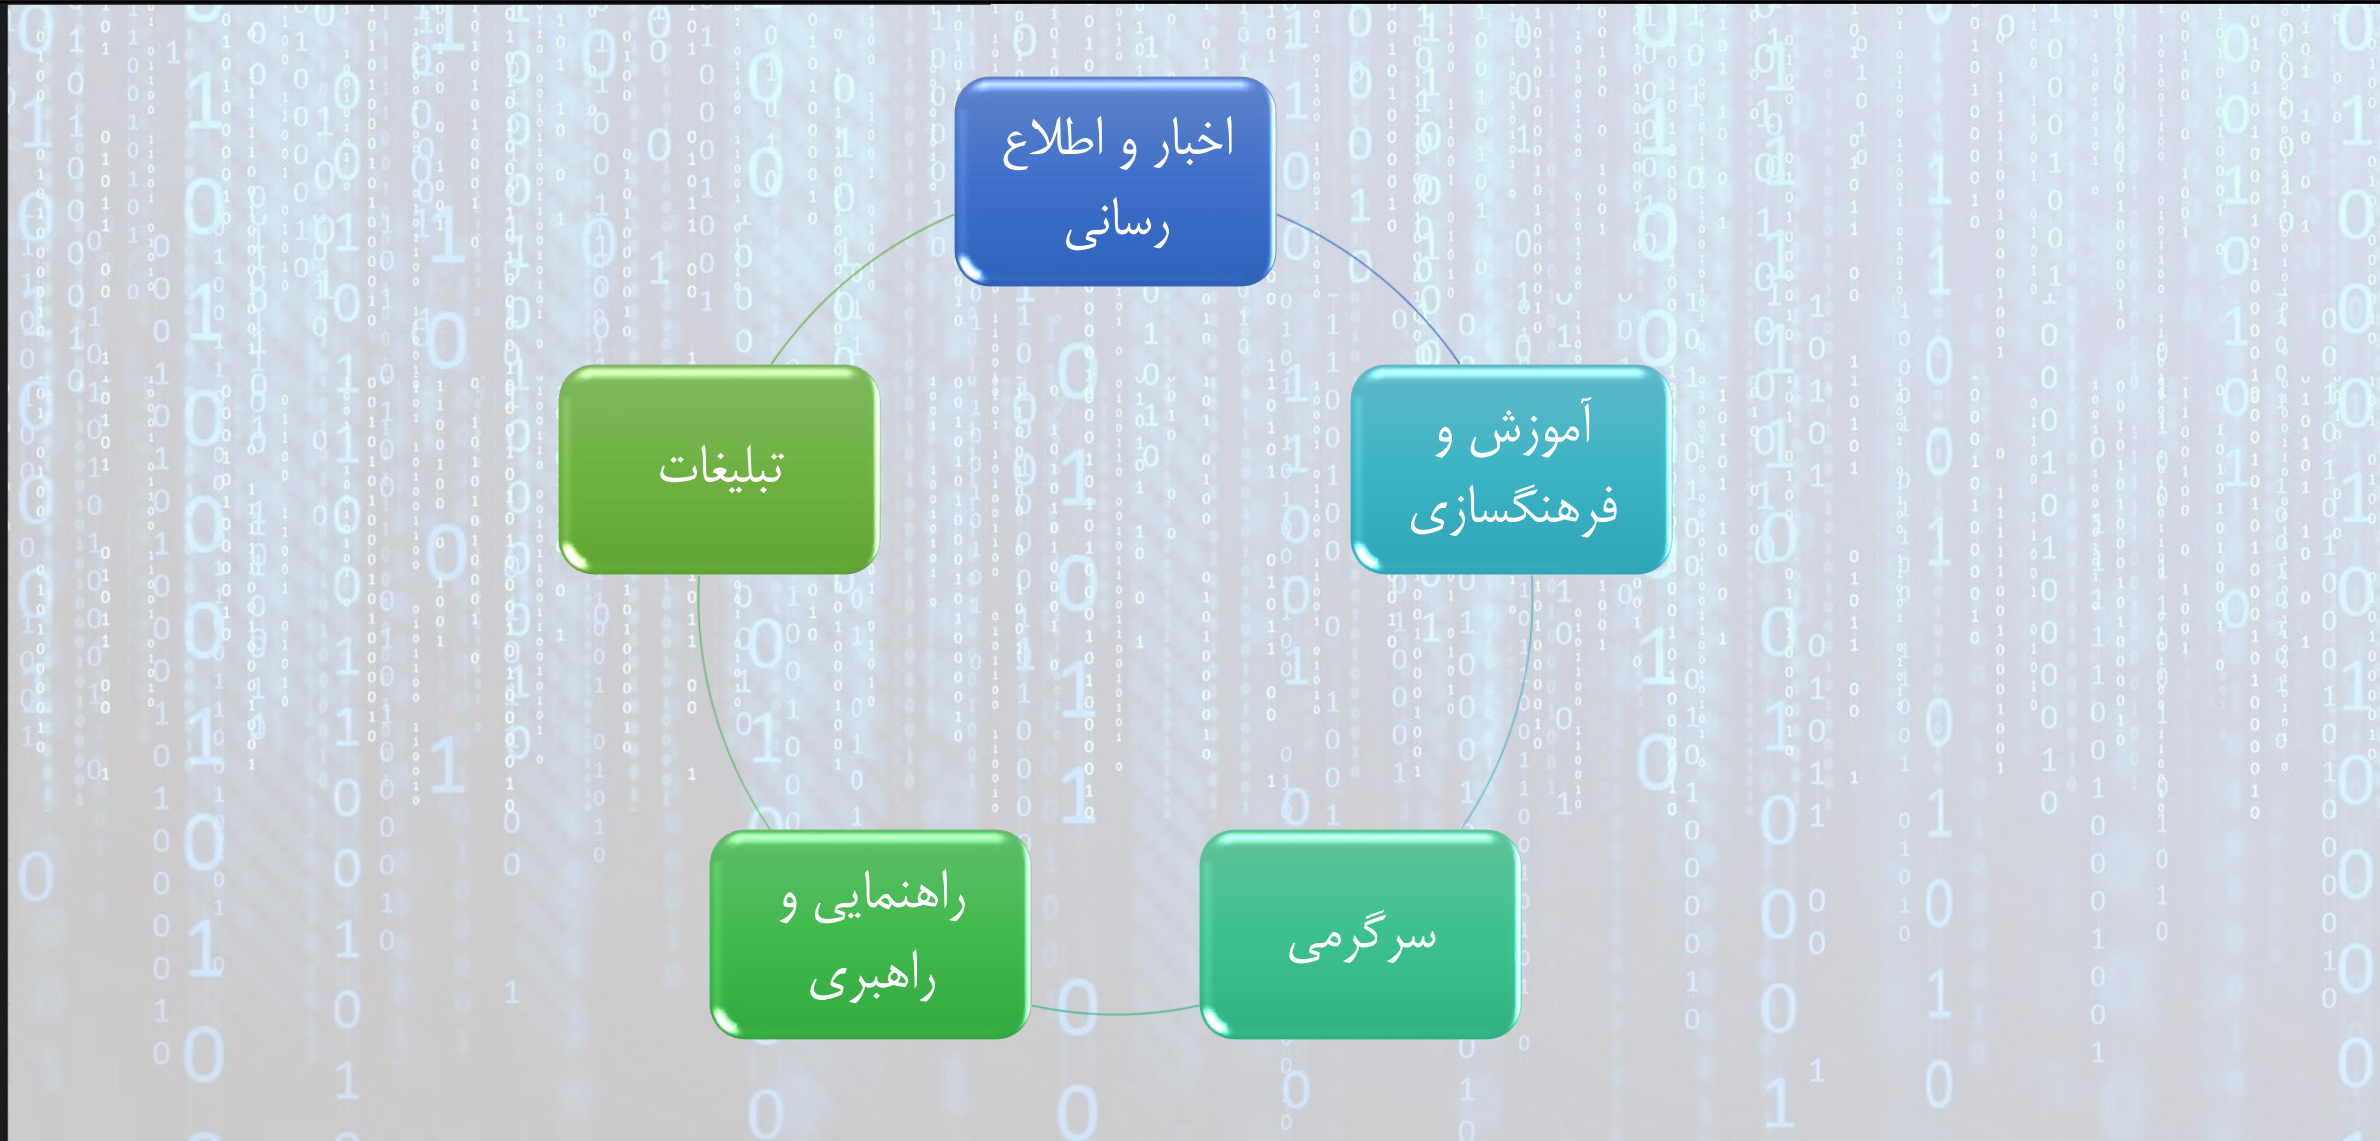 اخبار و اطلاع
رسانی
آموزش و
فرهنگسازی
سرگرمی
راهنمایی و
راهبری
تبلیغات